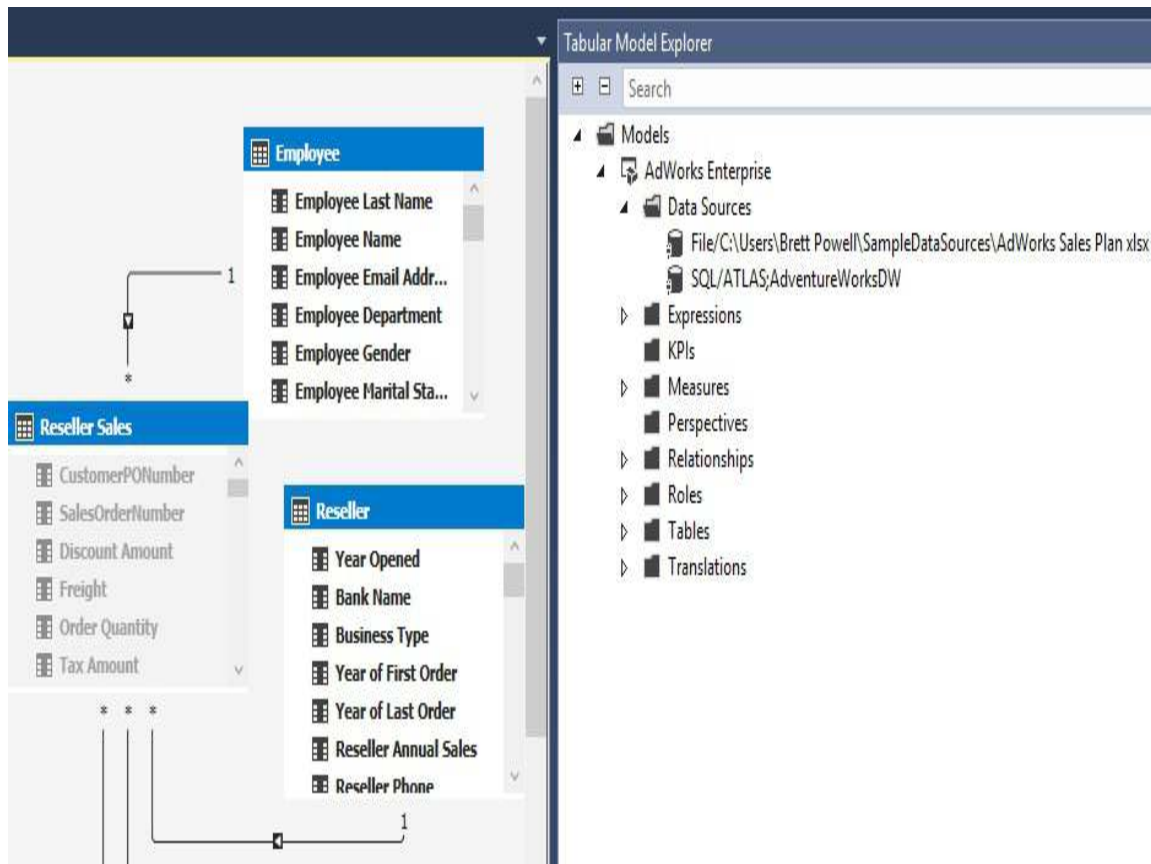 Employee
Employee Last Name
Employee Name
Employee Email Addr...
Employee Department
Employee Gender
Employee Marital Sta...
1
*
Reseller Sales
CustomerPONumber
SalesOrderNumber
Discount Amount
Freight
Order Quantity
Tax Amount
* * *
Reseller
Year Opened
Bank Name
Business Type
Year of First Order
Year of Last Order
Reseller Annual Sales
Reseller Phone
1
Tabular Model Explorer
Search
Models
AdWorks Enterprise
Data Sources
File/C:\Users\Brett Powell\SampleDataSources\AdWorks Sales Plan xlsx
SQL/ATLAS;AdventureWorksDW
Expressions
KPIs
Measures
Perspectives
Relationships
Roles
Tables
Translations